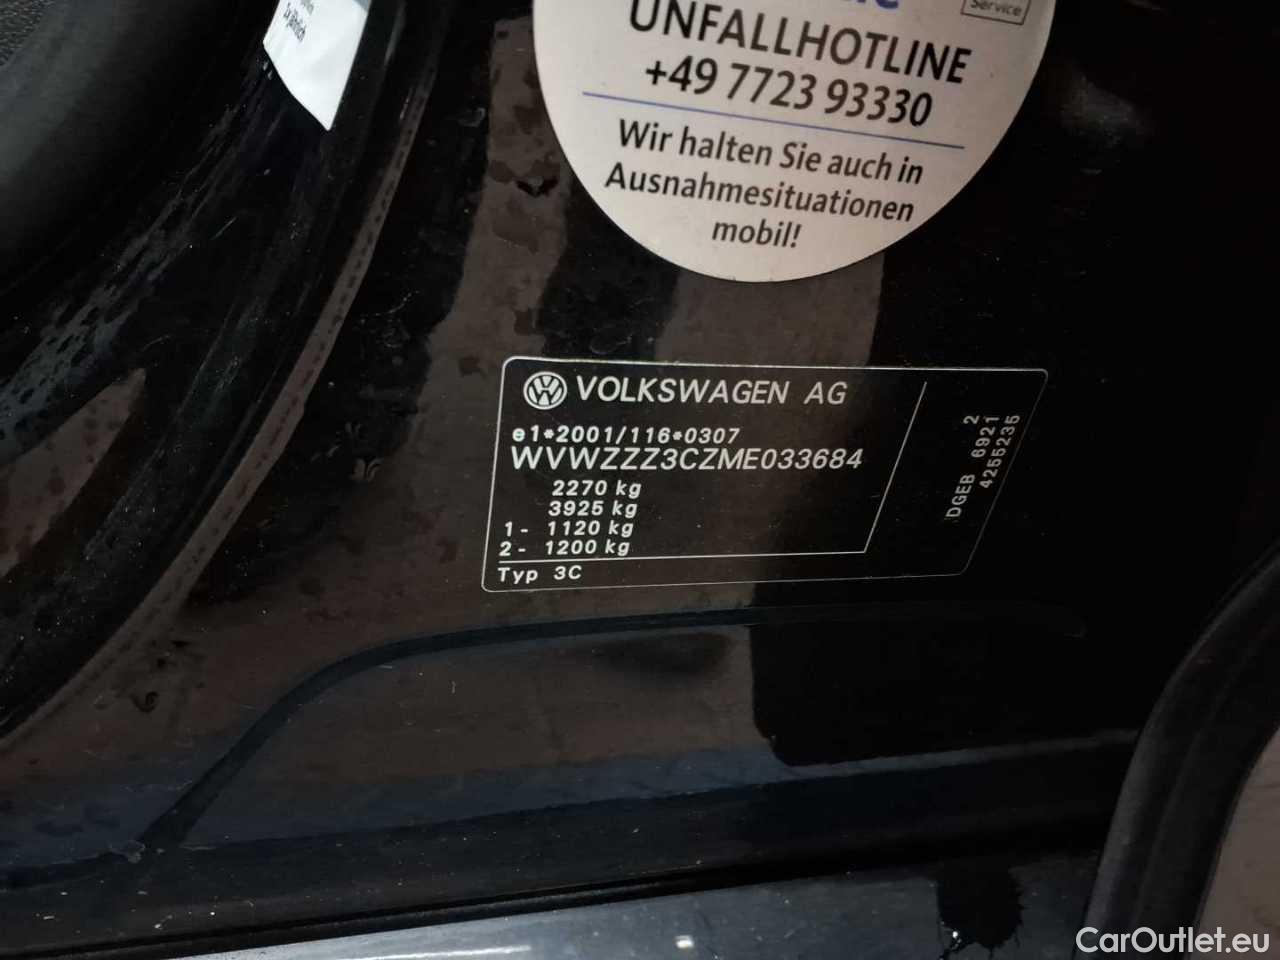 Service
UNFALLHOTLINE
+49 7723 93330
Wir halten Sie auch in
Ausnahmesituationen
mobil!
VOLKSWAGEN AG
e1*2001/116*0307
WVWZZZ3CZME033684
2270 kg
3925 kg
1- 1120 kg
2- 1200 kg
Typ 3C
2
DGEB 6921
4255235
CarOutlet.eu